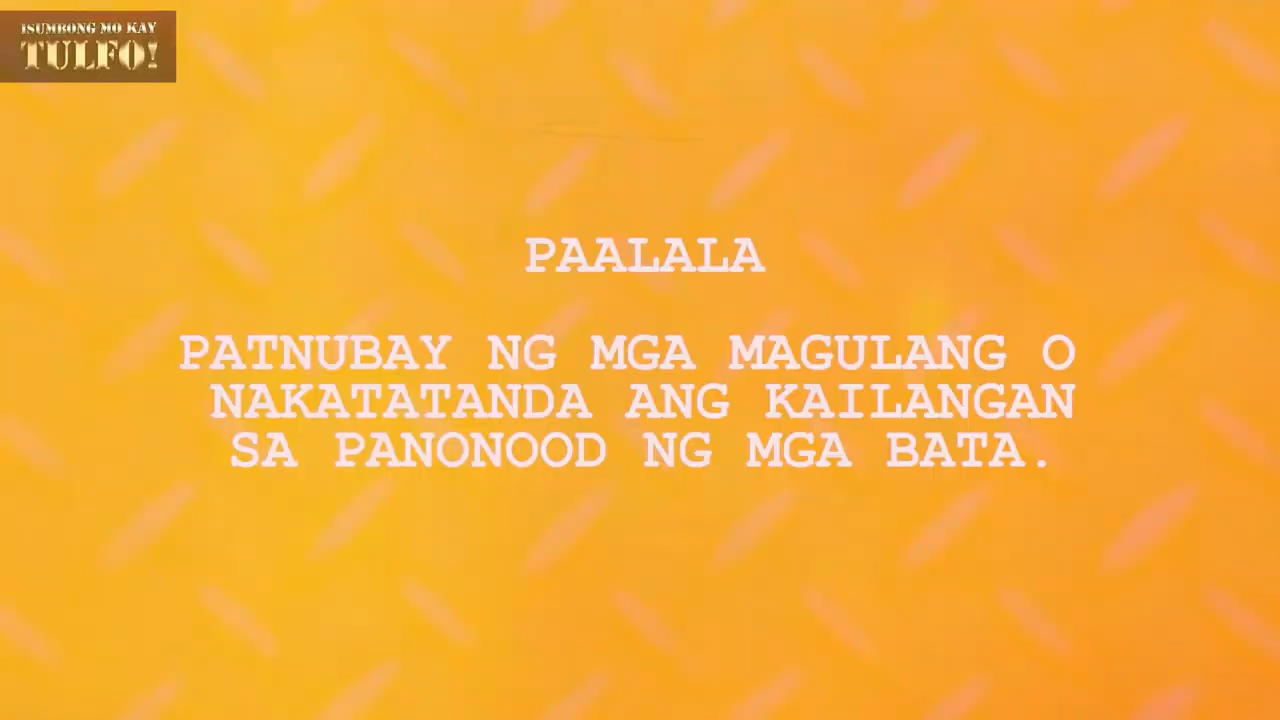 ISUMBONG MO KAY
TULFO!
PAALALA
PATNUBAY NG MGA MAGULANG O
NAKATATANDA ANG KAILANGAN
SA PANONOOD NG MGA BATA.